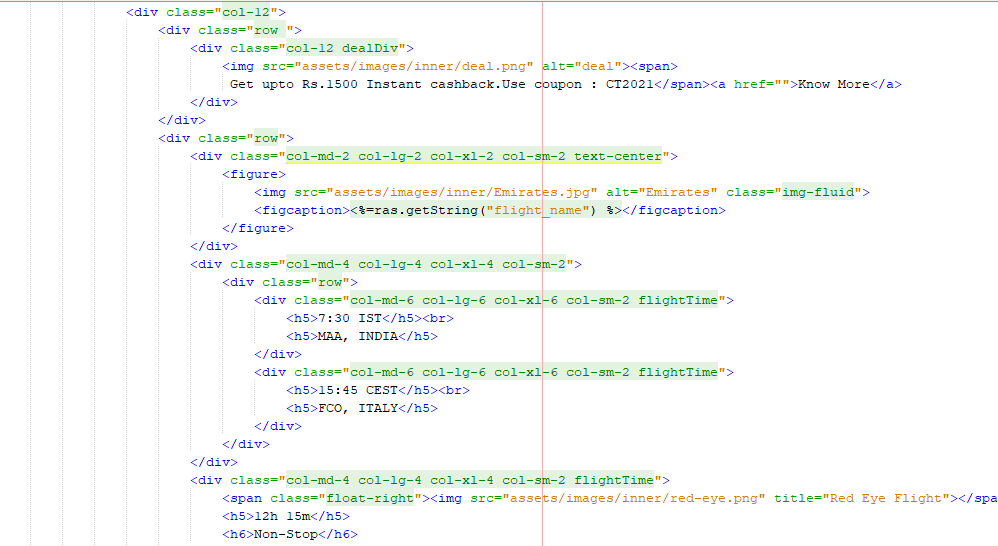 <div class="col-12">
<div class="row ">
<div class="col-12 dealDiv">
<img src="assets/images/inner/deal.png" alt="deal"><span>
Get upto Rs.1500 Instant cashback.Use coupon : CT2021</span><a href="">Know More</a>
</div>
</div>
<div class="row">
<div class="col-md-2 col-lg-2 col-xl-2 col-sm-2 text-center">
<figure>
<img src="assets/images/inner/Emirates.jpg" alt="Emirates" class="img-fluid">
<figcaption><%=ras.getString("flight_name") %></figcaption>
</figure>
</div>
<div class="col-md-4 col-lg-4 col-xl-4 col-sm-2">
<div class="row">
<div class="col-md-6 col-lg-6 col-xl-6 col-sm-2 flightTime">
<h5>7:30 IST</h5><br>
<h5>MAA, INDIA</h5>
</div>
<div class="col-md-6 col-lg-6 col-xl-6 col-sm-2 flightTime">
<h5>15:45 CEST</h5><br>
<h5>FCO, ITALY</h5>
</div>
</div>
</div>
<div class="col-md-4 col-lg-4 col-xl-4 col-sm-2 flightTime">
<span class="float-right"><img src="assets/images/inner/red-eye.png" title="Red Eye Flight"></spa
<h5>12h 15m</h5>
<h6>Non-Stop</h6>